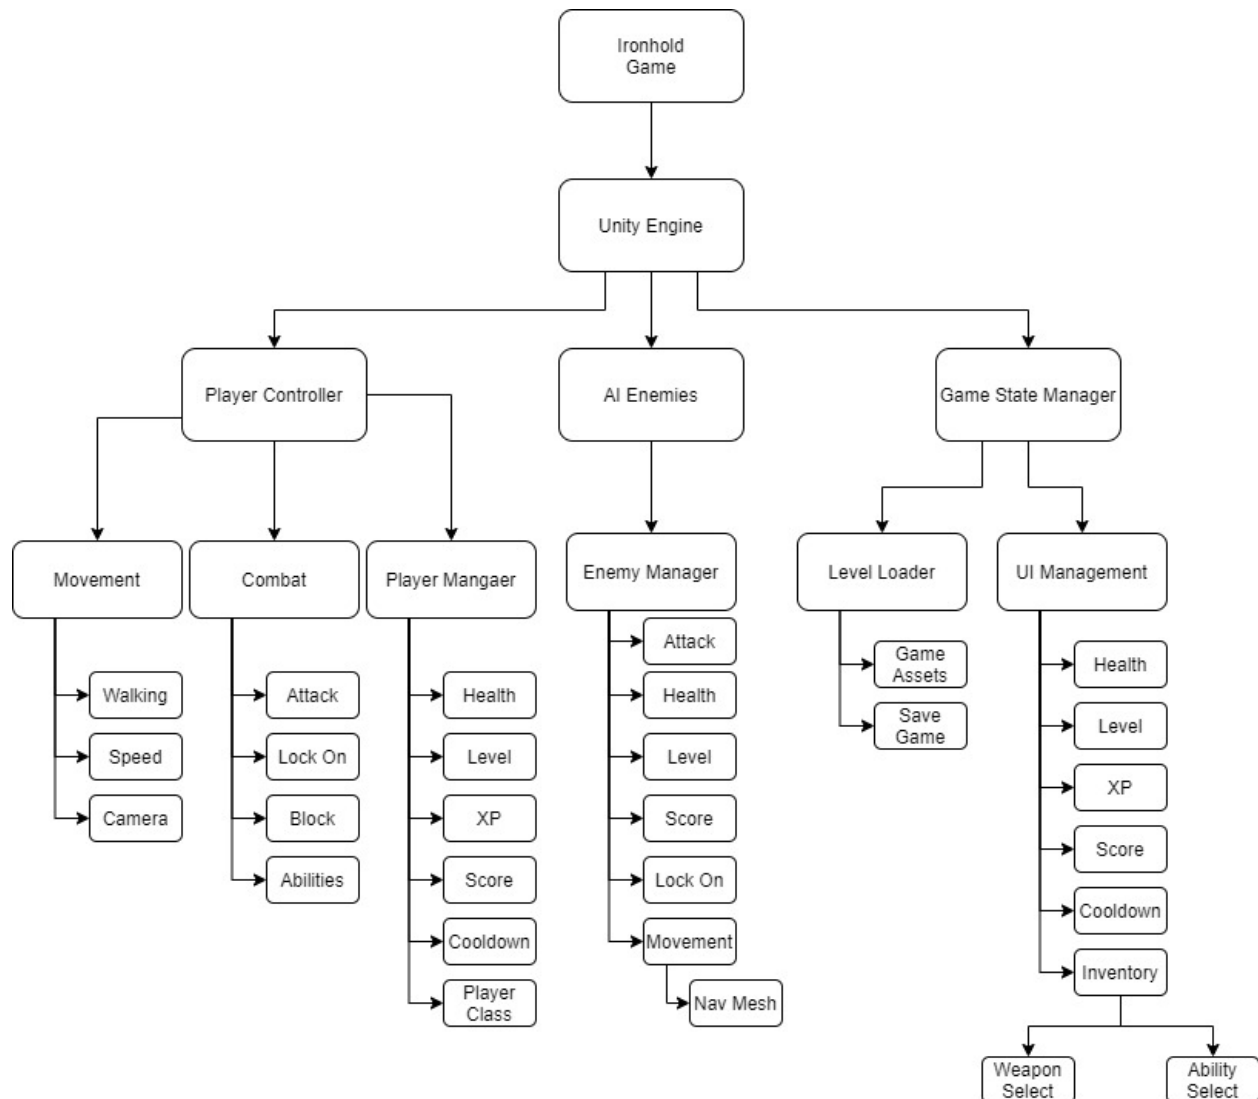 Ironhold
Game
Unity Engine
Player Controller
AI Enemies
Game State Manager
Movement
Combat
Player Mangaer
Enemy Manager
Level Loader
UI Management
Walking
Speed
Camera
Attack
Lock On
Block
Abilities
Health
Level
XP
Score
Cooldown
Player
Class
Attack
Health
Level
Score
Lock On
Movement
Nav Mesh
Game
Assets
Save
Game
Health
Level
XP
Score
Cooldown
Inventory
Weapon
Select
Ability
Select